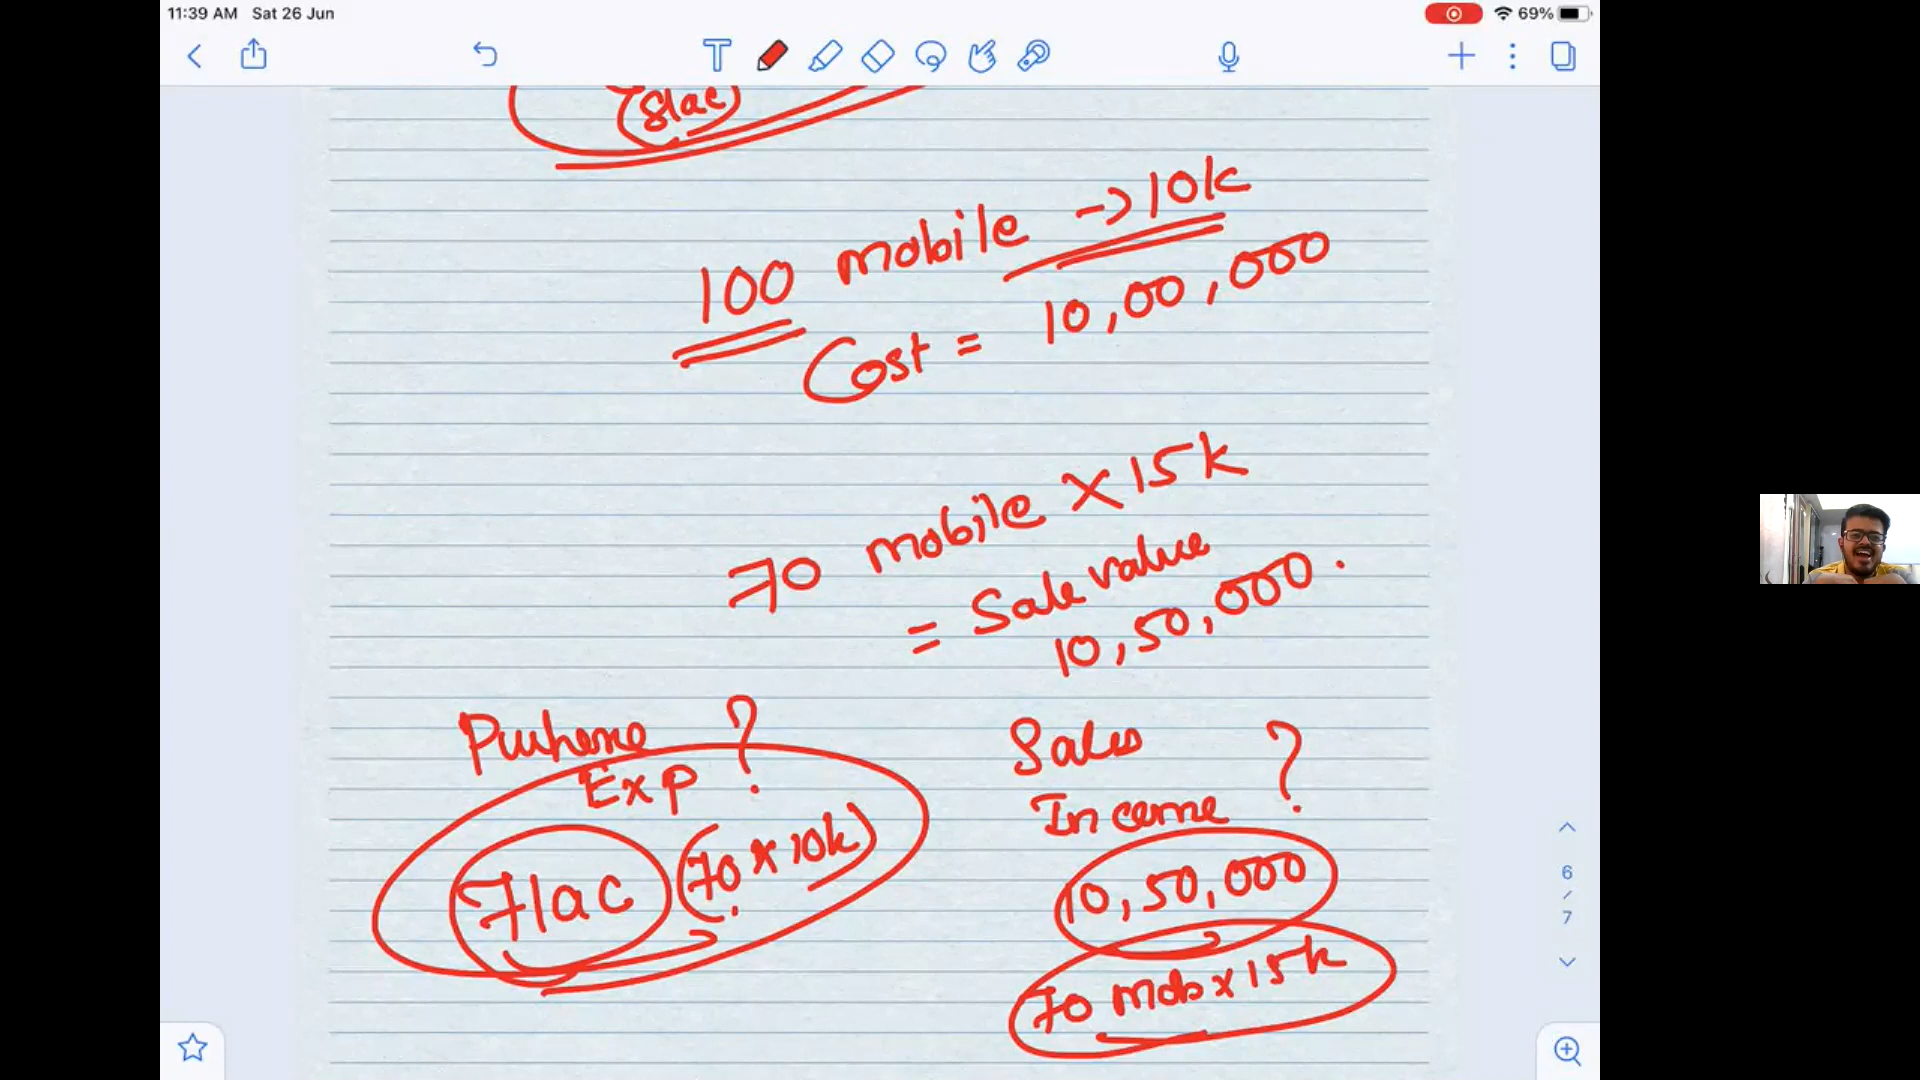 11:39 AM Sat 26 Jun
69%
(8lac)
100 mobile -> 10k
Cost = 10,00,000
70 mobile X 15k
= Sale value
10,50,000.
Purhase ?
Exp
7lac (70 x 10k)
Sales ?
Income
10,50,000
70 mob x 15k
6
/
7